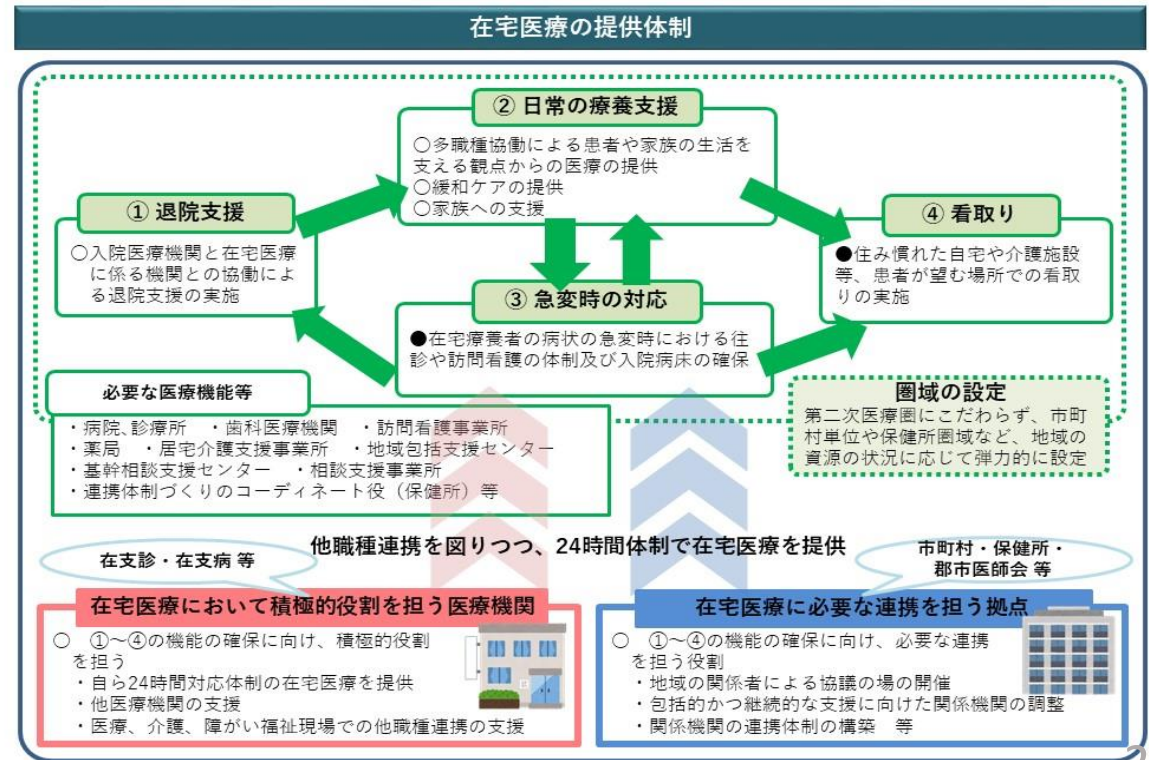 在宅医療の提供体制
② 日常の療養支援
○多職種協働による患者や家族の生活を
支える観点からの医療の提供
○緩和ケアの提供
○家族への支援
① 退院支援
○入院医療機関と在宅医療
に係る機関との協働によ
る退院支援の実施
④ 看取り
●住み慣れた自宅や介護施設
等、患者が望む場所での看取
りの実施
③ 急変時の対応
●在宅療養者の病状の急変時における往
診や訪問看護の体制及び入院病床の確保
必要な医療機能等
・病院、診療所 ・歯科医療機関 ・訪問看護事業所
・薬局 ・居宅介護支援事業所 ・地域包括支援センター
・基幹相談支援センター ・相談支援事業所
・連携体制づくりのコーディネート役（保健所）等
圏域の設定
第二次医療圏にこだわらず、市町
村単位や保健所圏域など、地域の
資源の状況に応じて弾力的に設定
他職種連携を図りつつ、24時間体制で在宅医療を提供
在支診・在支病 等
市町村・保健所・
郡市医師会 等
在宅医療において積極的役割を担う医療機関
○ ①～④の機能の確保に向け、積極的役割
を担う
・自ら24時間対応体制の在宅医療を提供
・他医療機関の支援
・医療、介護、障がい福祉現場での他職種連携の支援
在宅医療に必要な連携を担う拠点
○ ①～④の機能の確保に向け、必要な連携
を担う役割
・地域の関係者による協議の場の開催
・包括的かつ継続的な支援に向けた関係機関の調整
・関係機関の連携体制の構築 等